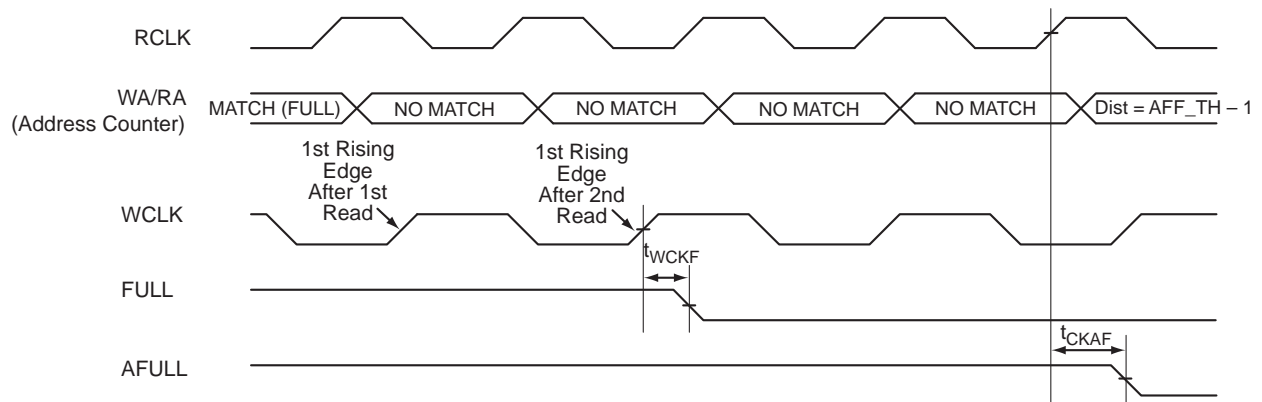 RCLK
WA/RA
(Address Counter)
MATCH (FULL)
NO MATCH
NO MATCH
NO MATCH
NO MATCH
Dist = AFF_TH – 1
1st Rising
Edge
After 1st
Read
1st Rising
Edge
After 2nd
Read
WCLK
tWCKF
FULL
tCKAF
AFULL